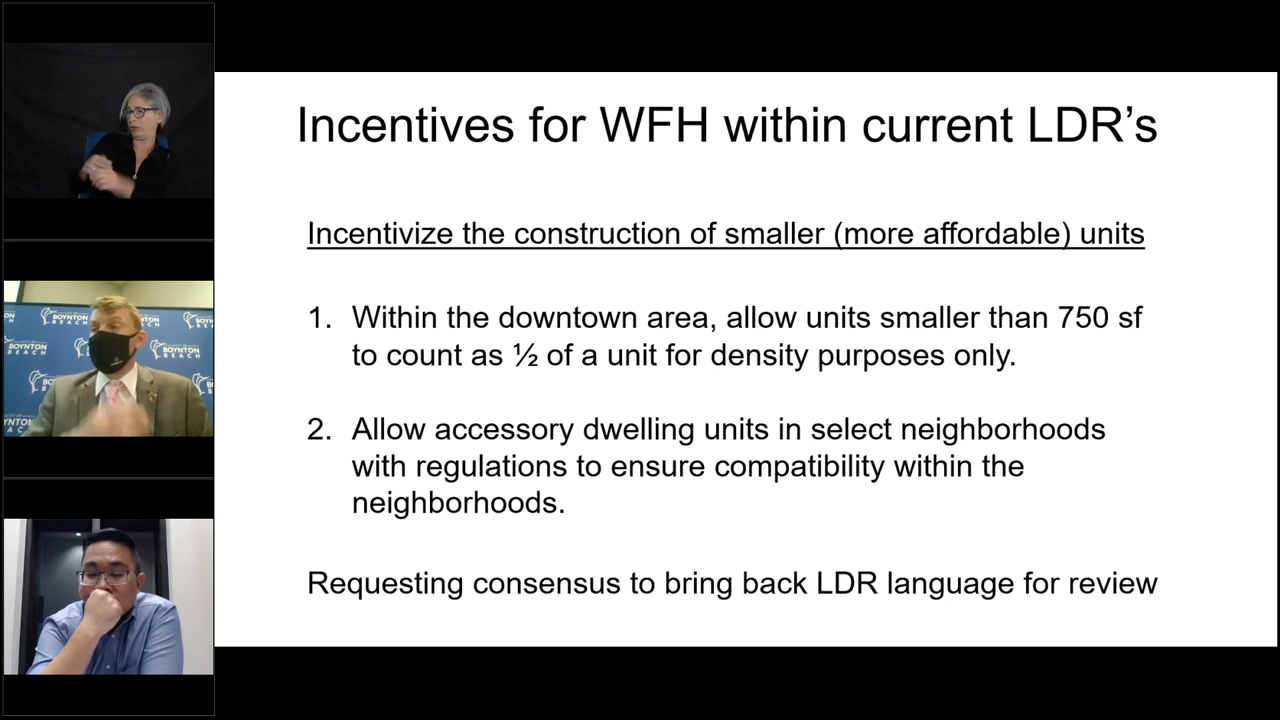 Incentives for WFH within current LDR's
Incentivize the construction of smaller (more affordable) units
1. Within the downtown area, allow units smaller than 750 sf
to count as ½ of a unit for density purposes only.
2. Allow accessory dwelling units in select neighborhoods
with regulations to ensure compatibility within the
neighborhoods.
Requesting consensus to bring back LDR language for review
BOYNTON
BEACH